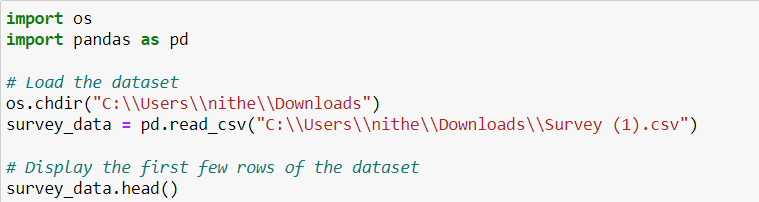 import os
import pandas as pd
# Load the dataset
os.chdir("C:\\Users\\nithe\\Downloads")
survey_data = pd.read_csv("C:\\Users\\nithe\\Downloads\\Survey (1).csv")
# Display the first few rows of the dataset
survey_data.head()